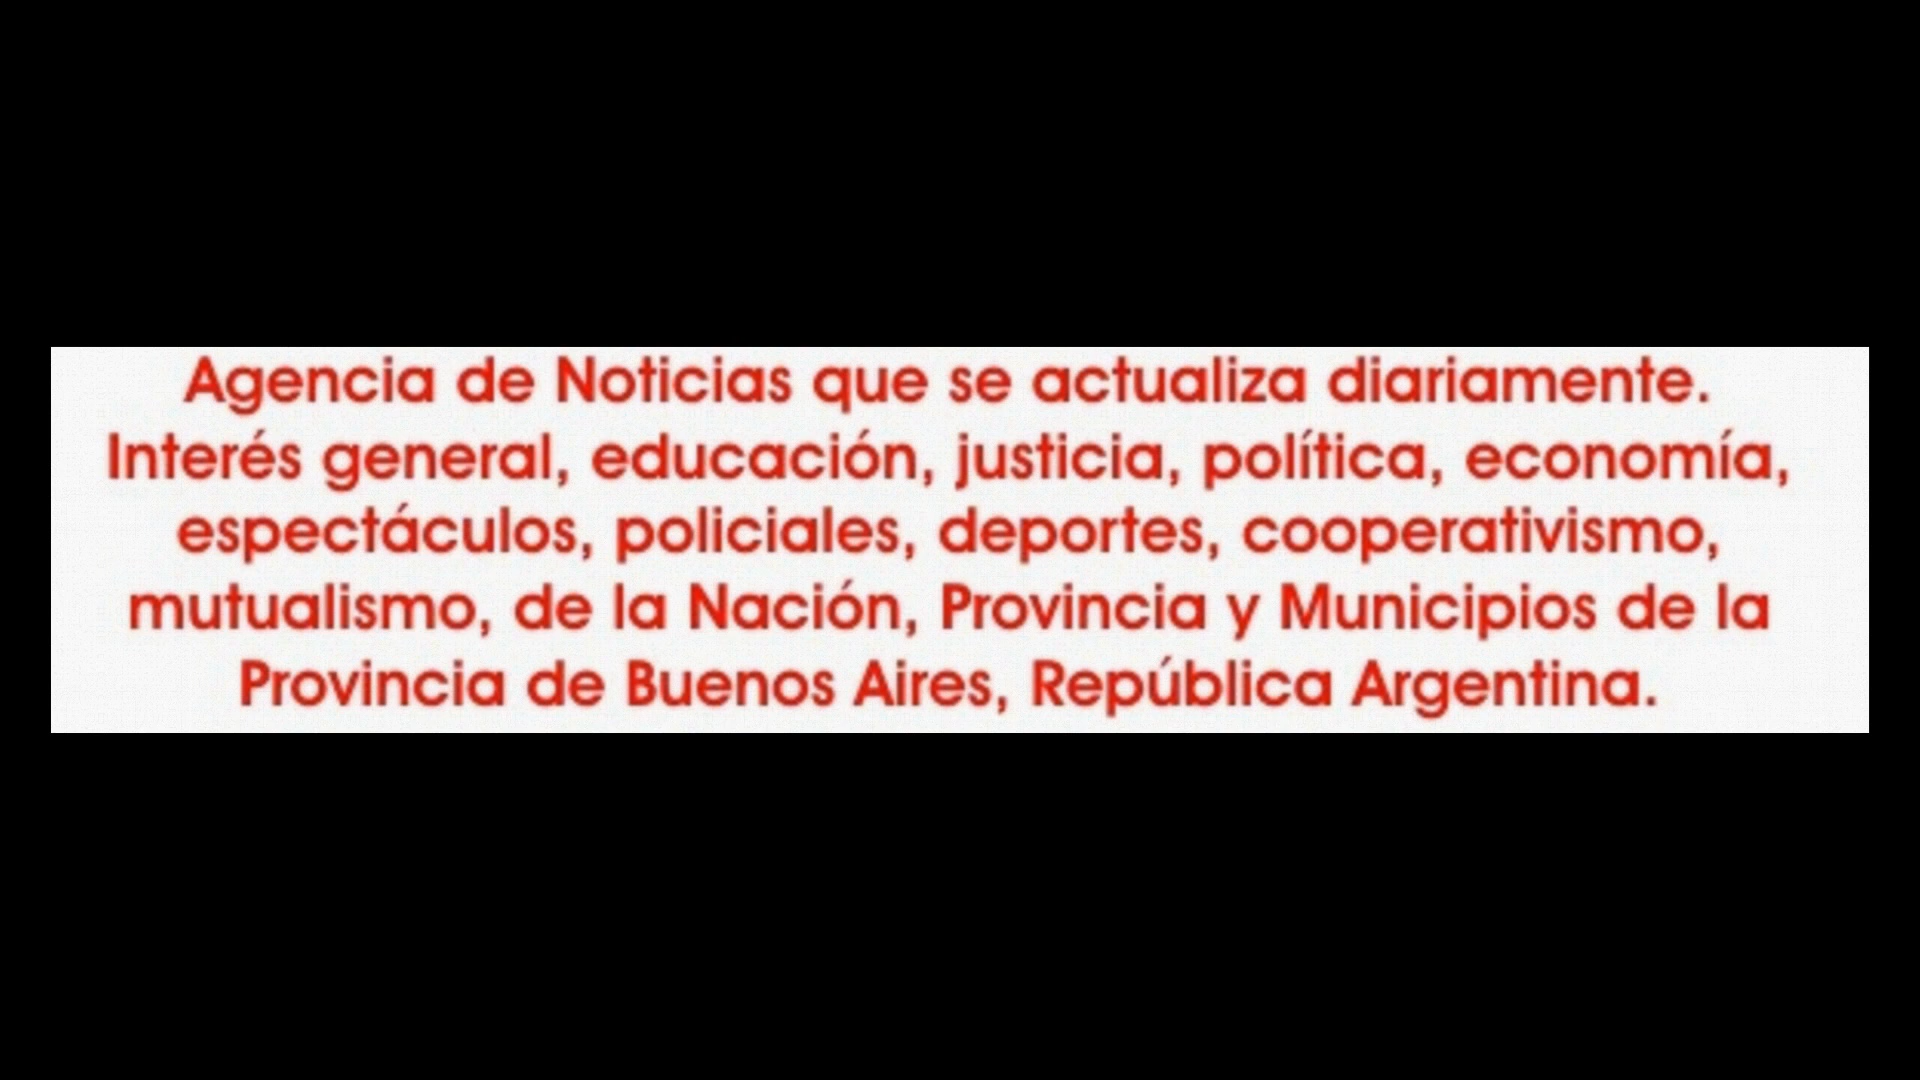 Agencia de Noticias que se actualiza diariamente.
Interés general, educación, justicia, política, economía,
espectáculos, policiales, deportes, cooperativismo,
mutualismo, de la Nación, Provincia y Municipios de la
Provincia de Buenos Aires, República Argentina.